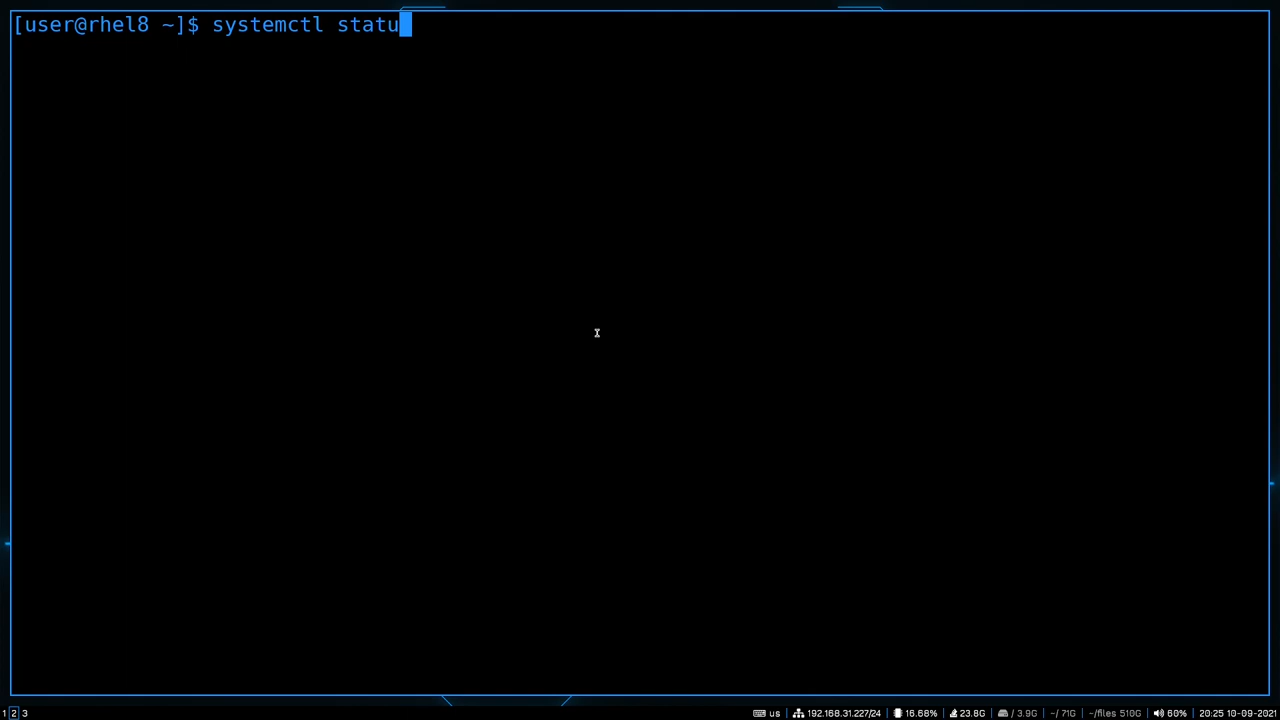 [user@rhel8 ~]$ systemctl statu
1 2 3 us 192.168.31.227/24 16.68% 23.8G / 3.9G ~/ 71G ~/files 510G 60% 20:25 10-09-2021